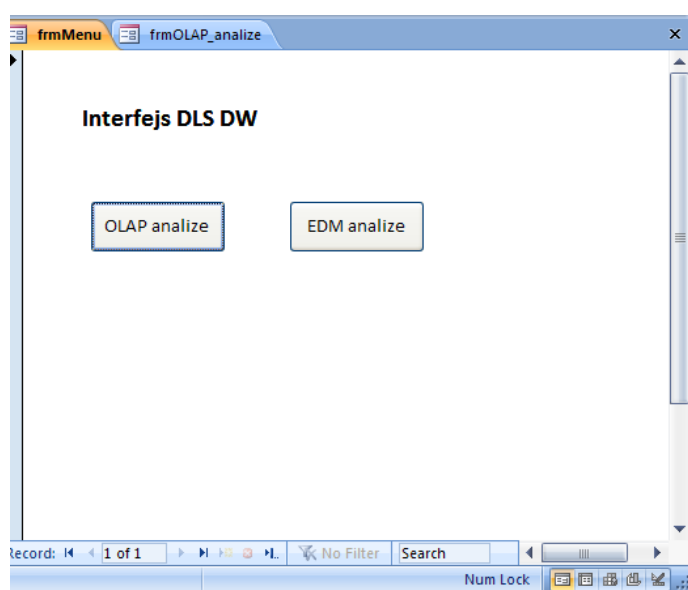 frmMenu frmOLAP_analize
Interfejs DLS DW
OLAP analize EDM analize
Record: 1 of 1 No Filter Search
Num Lock